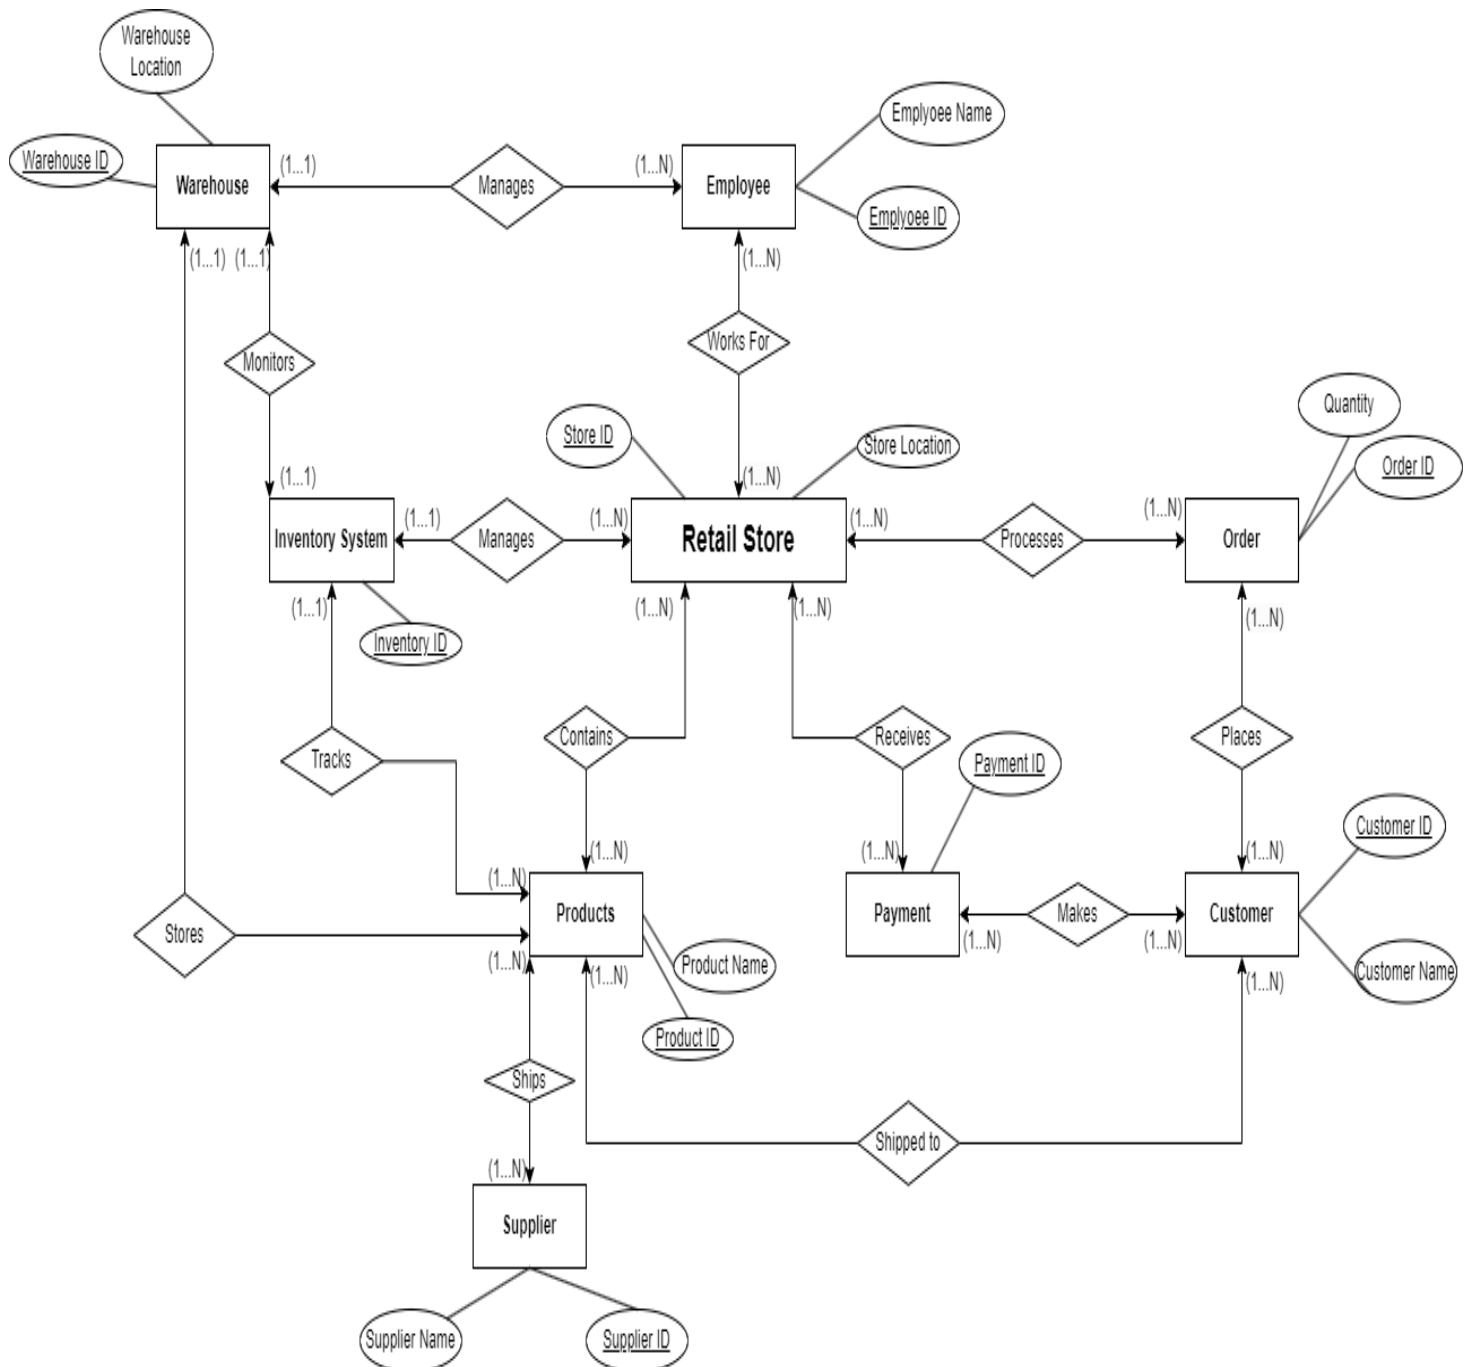 Warehouse
Location
Emplyoee Name
Warehouse ID
(1...1)
(1...N)
Warehouse
Manages
Employee
Emplyoee ID
(1...1)
(1...1)
(1...N)
Works For
Monitors
Quantity
Store ID
Store Location
Order ID
(1...1)
(1...N)
(1...1)
(1...N)
(1...N)
(1...N)
Inventory System
Manages
Retail Store
Processes
Order
(1...1)
(1...N)
(1...N)
(1...N)
Inventory ID
Contains
Receives
Places
Tracks
Payment ID
Customer ID
(1...N)
(1...N)
(1...N)
(1...N)
Products
Payment
Makes
Customer
Stores
(1...N)
(1...N)
(1...N)
(1...N)
(1...N)
Product Name
Customer Name
Product ID
Ships
Shipped to
(1...N)
Supplier
Supplier Name
Supplier ID